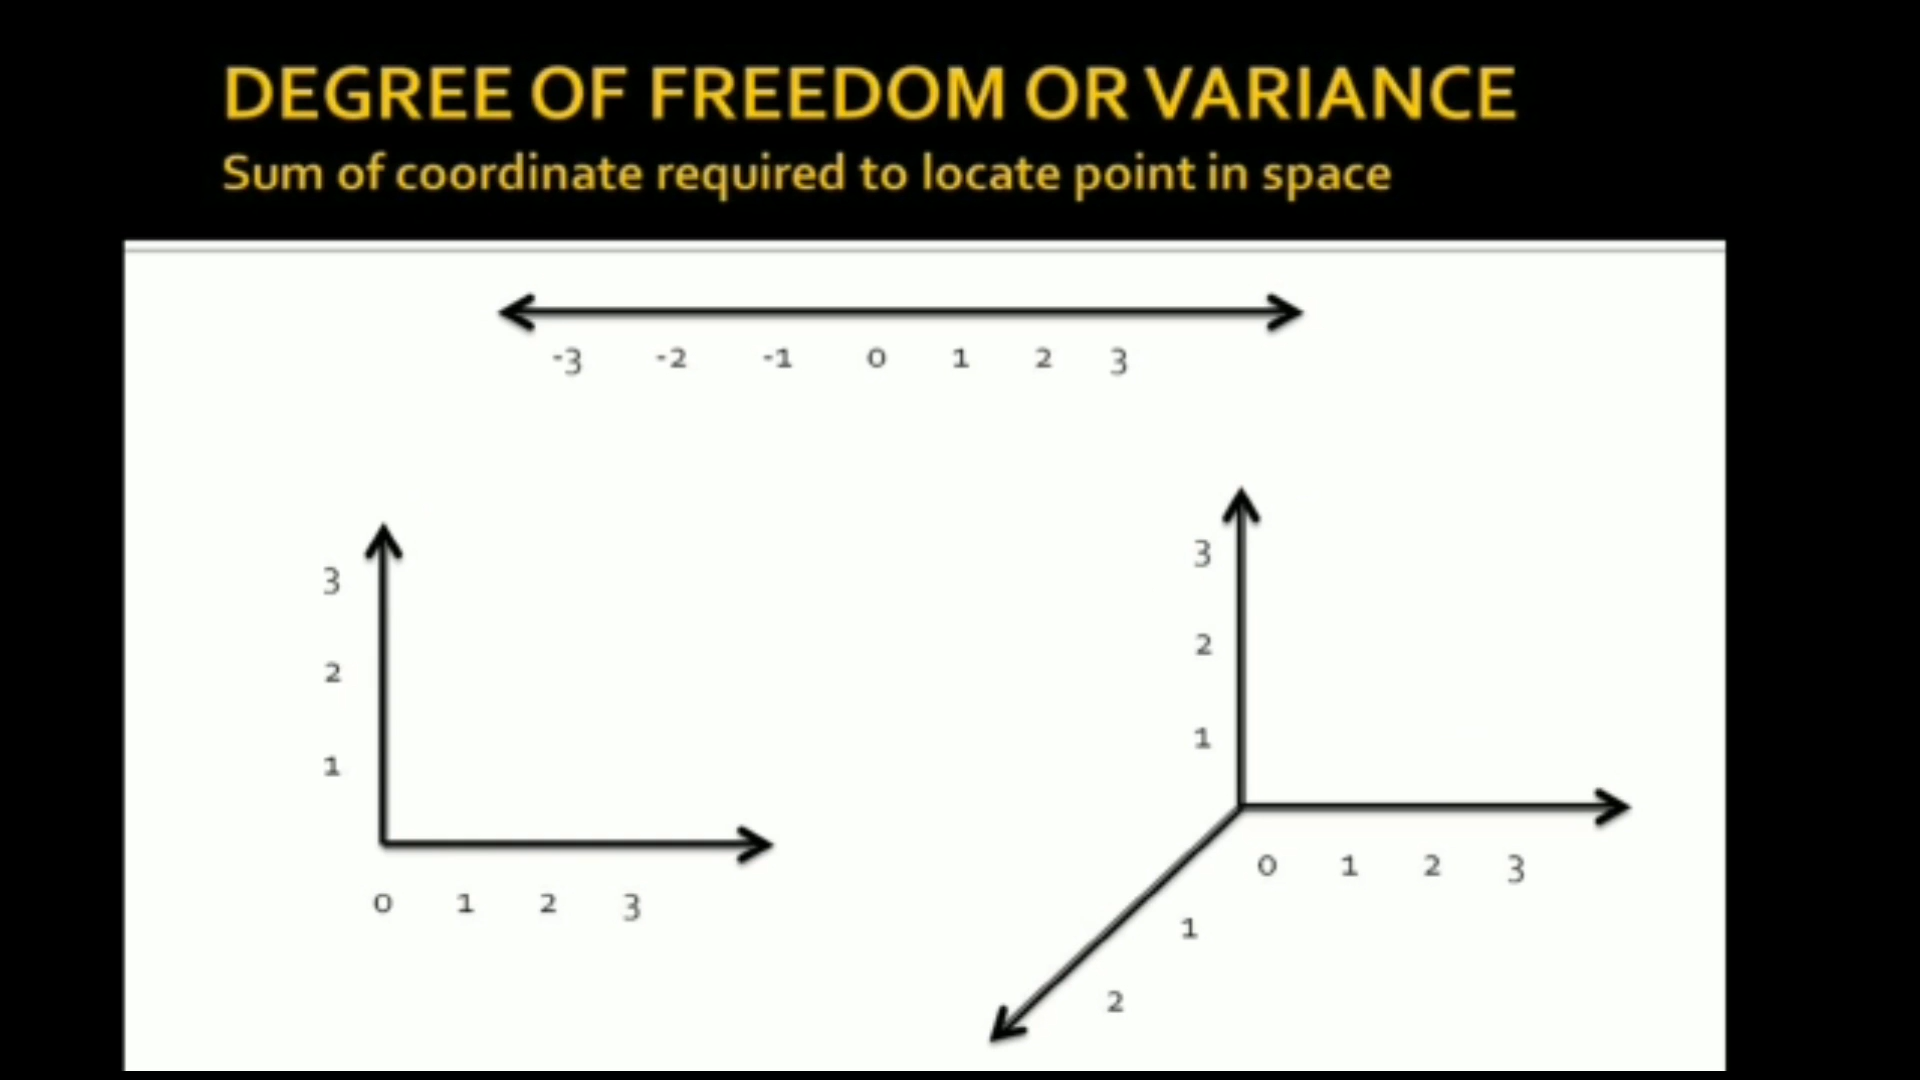 DEGREE OF FREEDOM OR VARIANCE
Sum of coordinate required to locate point in space
-3 -2 -1 0 1 2 3
3
2
1
0 1 2 3
3
2
1
0 1 2 3
1
2